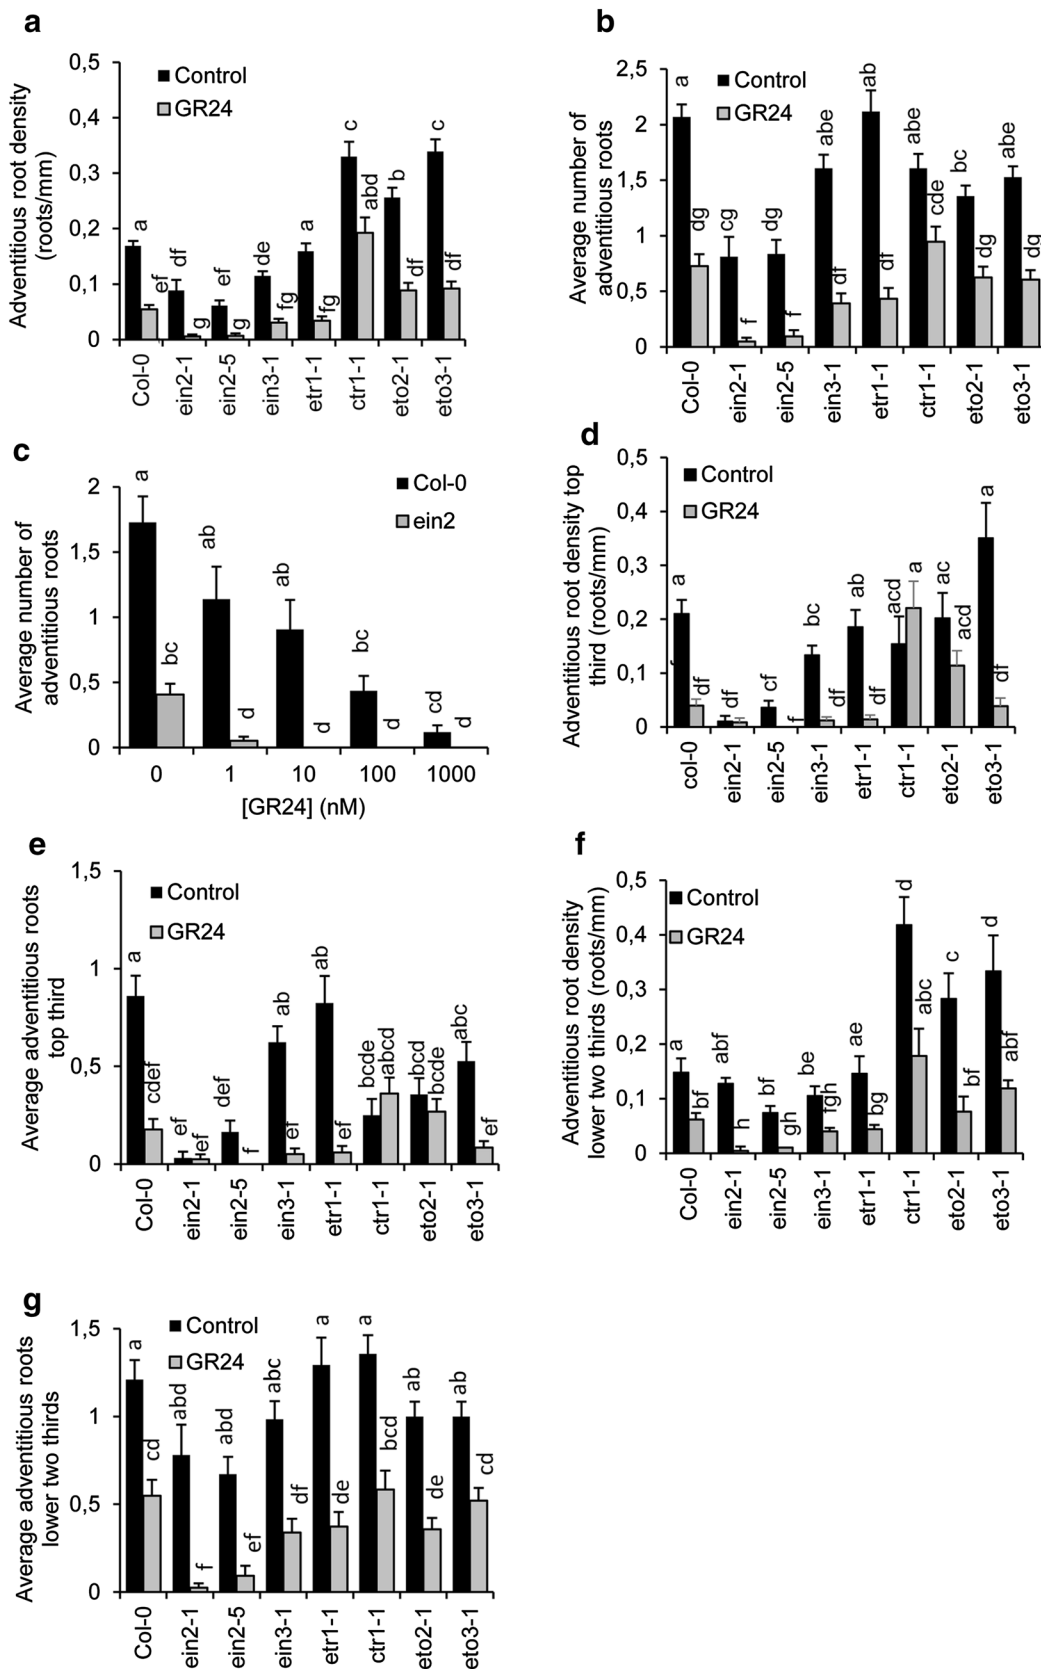 a
Adventitious root density
(roots/mm)
0,5
0,4
0,3
0,2
0,1
0
Control
GR24
a
ef
df
g
ef
g
de
fg
a
fg
c
abd
b
df
c
df
Col-0
ein2-1
ein2-5
ein3-1
etr1-1
ctr1-1
eto2-1
eto3-1
b
Average number of
adventitious roots
2,5
2
1,5
1
0,5
0
Control
GR24
a
dg
cg
f
dg
f
abe
df
ab
df
abe
cde
bc
dg
abe
dg
Col-0
ein2-1
ein2-5
ein3-1
etr1-1
ctr1-1
eto2-1
eto3-1
c
Average number of
adventitious roots
2
1,5
1
0,5
0
Col-0
ein2
a
bc
ab
d
ab
d
bc
d
cd
d
0
1
10
100
1000
[GR24] (nM)
d
Adventitious root density top
third (roots/mm)
0,5
0,4
0,3
0,2
0,1
0
Control
GR24
f
a
df
df
cf
f
bc
df
ab
df
acd
a
ac
acd
a
df
col-0
ein2-1
ein2-5
ein3-1
etr1-1
ctr1-1
eto2-1
eto3-1
e
Average adventitious roots
top third
1,5
1
0,5
0
Control
GR24
a
cdef
ef
ef
def
f
ab
ef
ab
ef
bcde
abcd
bcd
bcde
abc
ef
Col-0
ein2-1
ein2-5
ein3-1
etr1-1
ctr1-1
eto2-1
eto3-1
f
Adventitious root density
lower two thirds (roots/mm)
0,5
0,4
0,3
0,2
0,1
0
Control
GR24
a
bf
abf
h
bf
gh
be
fgh
ae
bg
d
abc
c
bf
d
abf
Col-0
ein2-1
ein2-5
ein3-1
etr1-1
ctr1-1
eto2-1
eto3-1
g
Average adventitious roots
lower two thirds
1,5
1
0,5
0
Control
GR24
a
cd
abd
f
abd
ef
abc
df
a
de
a
bcd
ab
de
ab
cd
Col-0
ein2-1
ein2-5
ein3-1
etr1-1
ctr1-1
eto2-1
eto3-1